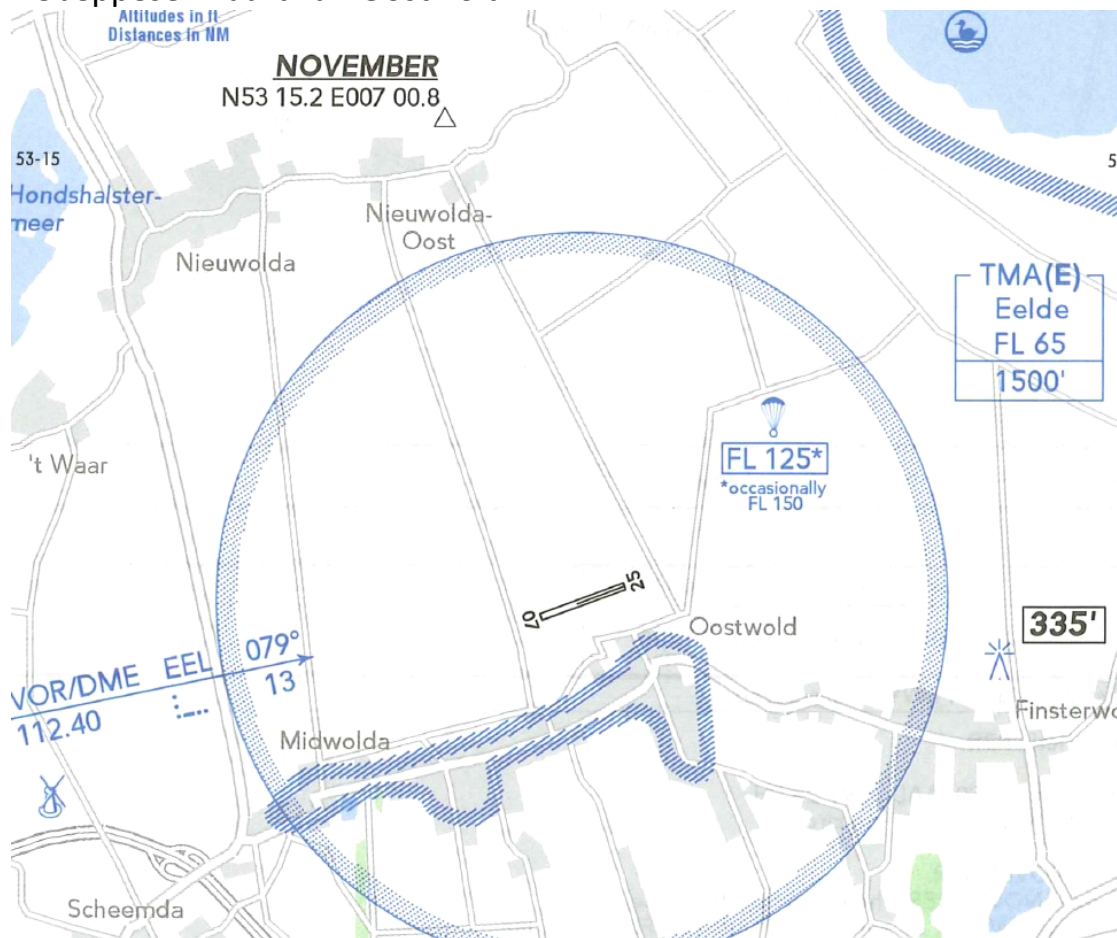 Altitudes in ft
Distances in NM
NOVEMBER
N53 15.2 E007 00.8
53-15
5
Hondshalster-
meer
Nieuwolda-
Oost
Nieuwolda
TMA(E)
Eelde
FL 65
1500'
't Waar
FL 125*
*occasionally
FL 150
25
07
Oostwold
335'
VOR/DME EEL 079°
112.40 13
Finsterwo
Midwolda
Scheemda